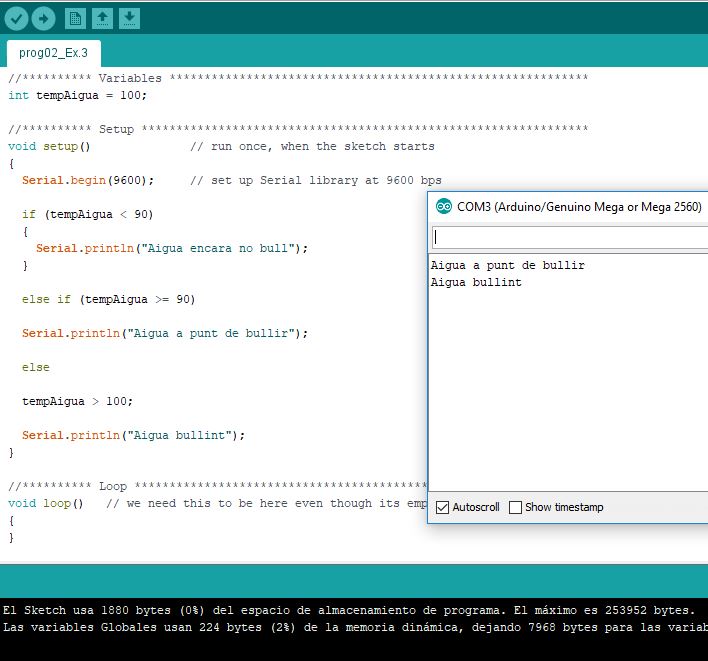 prog02_Ex.3
//********** Variables ************************************************************
int tempAigua = 100;
//********** Setup ****************************************************************
void setup() // run once, when the sketch starts
{
Serial.begin(9600); // set up Serial library at 9600 bps
if (tempAigua < 90)
{
Serial.println("Aigua encara no bull");
}
else if (tempAigua >= 90)
Serial.println("Aigua a punt de bullir");
else
tempAigua > 100;
Serial.println("Aigua bullint");
}
//********** Loop ******************************************
void loop() // we need this to be here even though its emp
{
}
COM3 (Arduino/Genuino Mega or Mega 2560)
Aigua a punt de bullir
Aigua bullint
Autoscroll
Show timestamp
El Sketch usa 1880 bytes (0%) del espacio de almacenamiento de programa. El máximo es 253952 bytes.
Las variables Globales usan 224 bytes (2%) de la memoria dinámica, dejando 7968 bytes para las variab